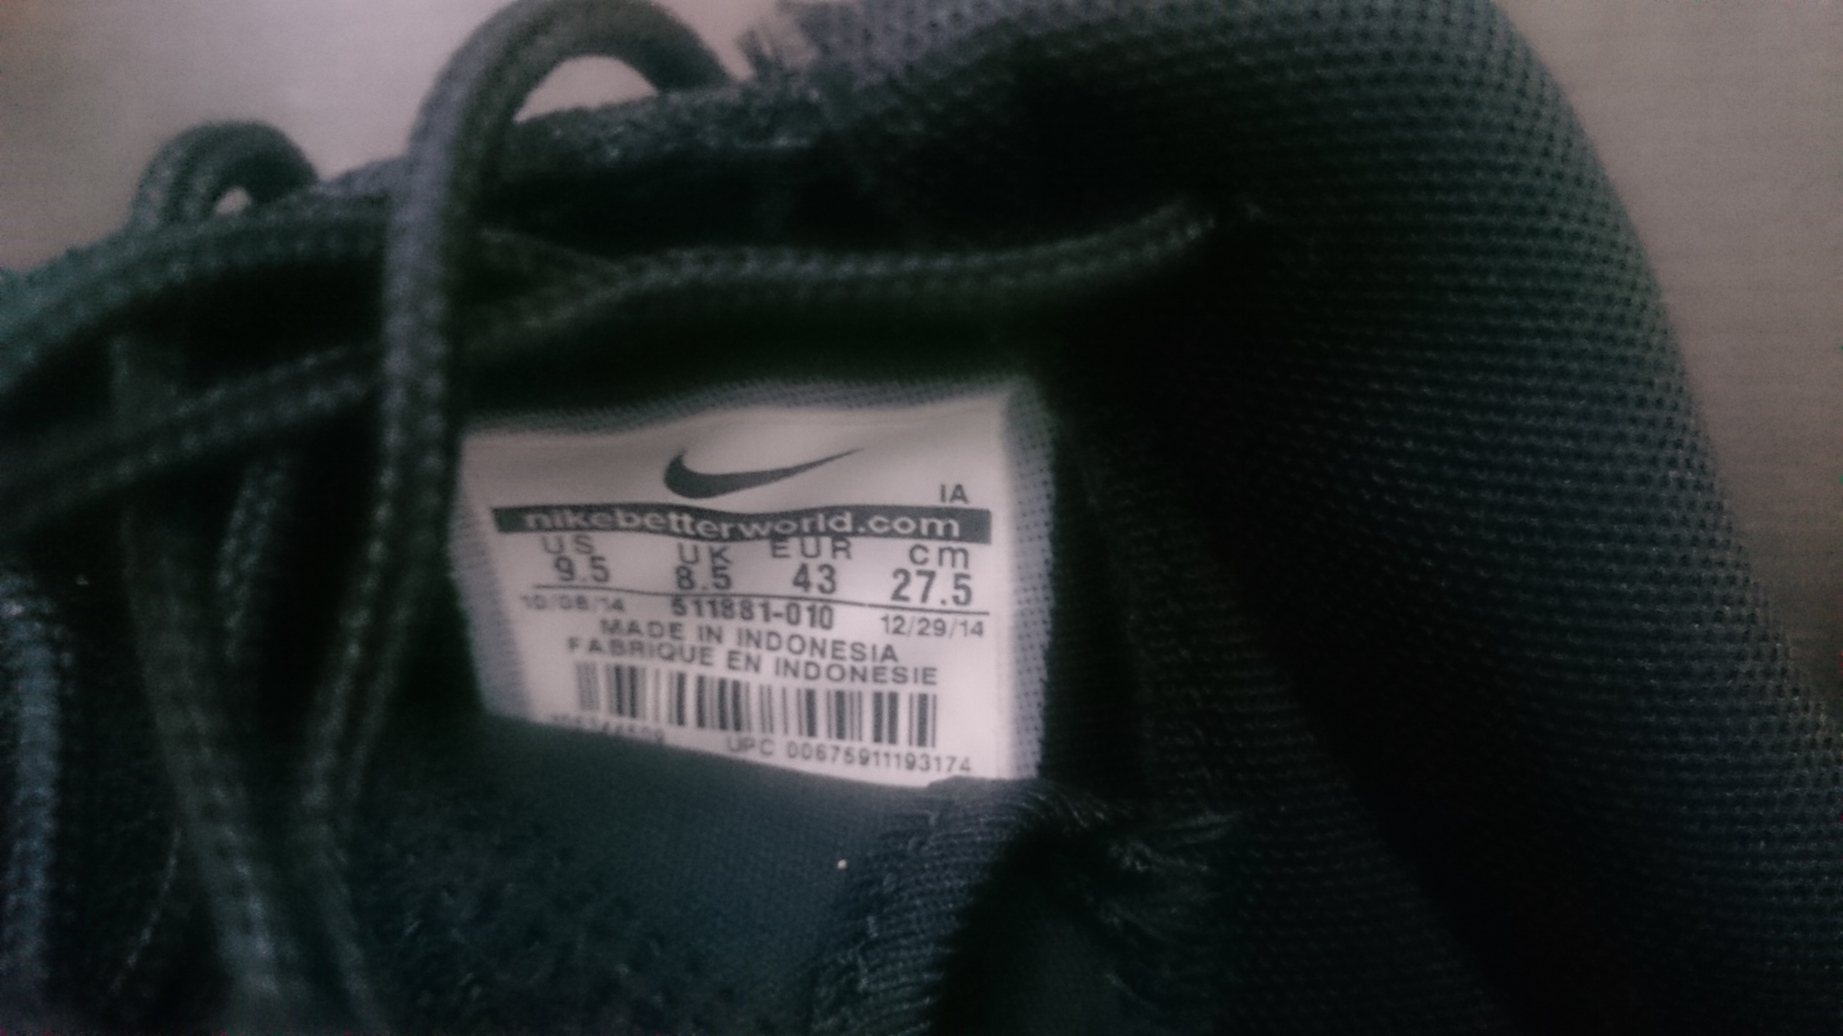 IA
nikebetterworld.com
US UK EUR cm
9.5 8.5 43 27.5
10/08/14 511881-010 12/29/14
MADE IN INDONESIA
FABRIQUE EN INDONESIE
UPC 00675911193174